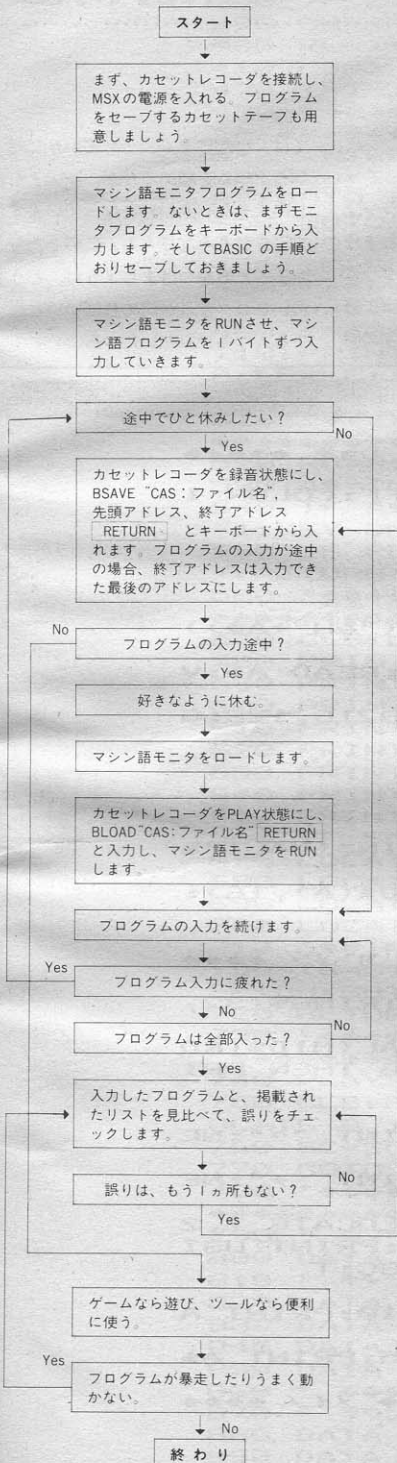 スタート
まず、カセットレコーダを接続し、
MSXの電源を入れる。プログラム
をセーブするカセットテープも用
意しましょう。
マシン語モニタプログラムをロー
ドします。ないときは、まずモニ
タプログラムをキーボードから入
力します。そしてBASICの手順ど
おりセーブしておきましょう。
マシン語モニタをRUNさせ、マシ
ン語プログラムを1バイトずつ入
力していきます。
途中でひと休みしたい?
No
Yes
カセットレコーダを録音状態にし、
BSAVE "CAS:ファイル名",
先頭アドレス、終了アドレス
RETURN とキーボードから入
れます。プログラムの入力が途中
の場合、終了アドレスは入力でき
た最後のアドレスにします。
No
プログラムの入力途中?
Yes
好きなように休む。
マシン語モニタをロードします。
カセットレコーダをPLAY状態にし、
BLOAD"CAS:ファイル名" RETURN
と入力し、マシン語モニタをRUN
します。
プログラムの入力を続けます。
Yes
プログラム入力に疲れた?
No
プログラムは全部入った?
No
Yes
入力したプログラムと、掲載され
たリストを見比べて、誤りをチェ
ックします。
No
誤りは、もう1ヵ所もない?
Yes
ゲームなら遊び、ツールなら便利
に使う。
Yes
プログラムが暴走したりうまく動
かない。
No
終わり